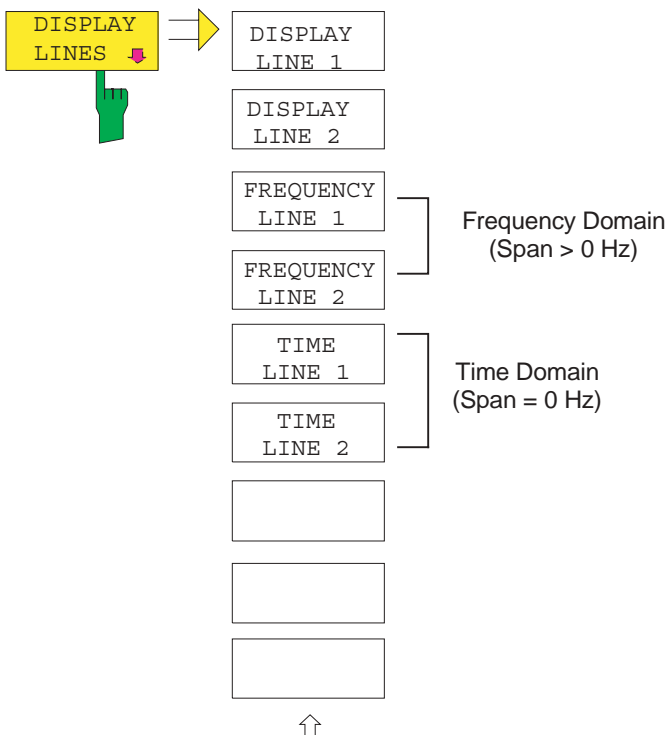 DISPLAY
LINES
DISPLAY
LINE 1
DISPLAY
LINE 2
FREQUENCY
LINE 1
FREQUENCY
LINE 2
Frequency Domain
(Span > 0 Hz)
TIME
LINE 1
TIME
LINE 2
Time Domain
(Span = 0 Hz)